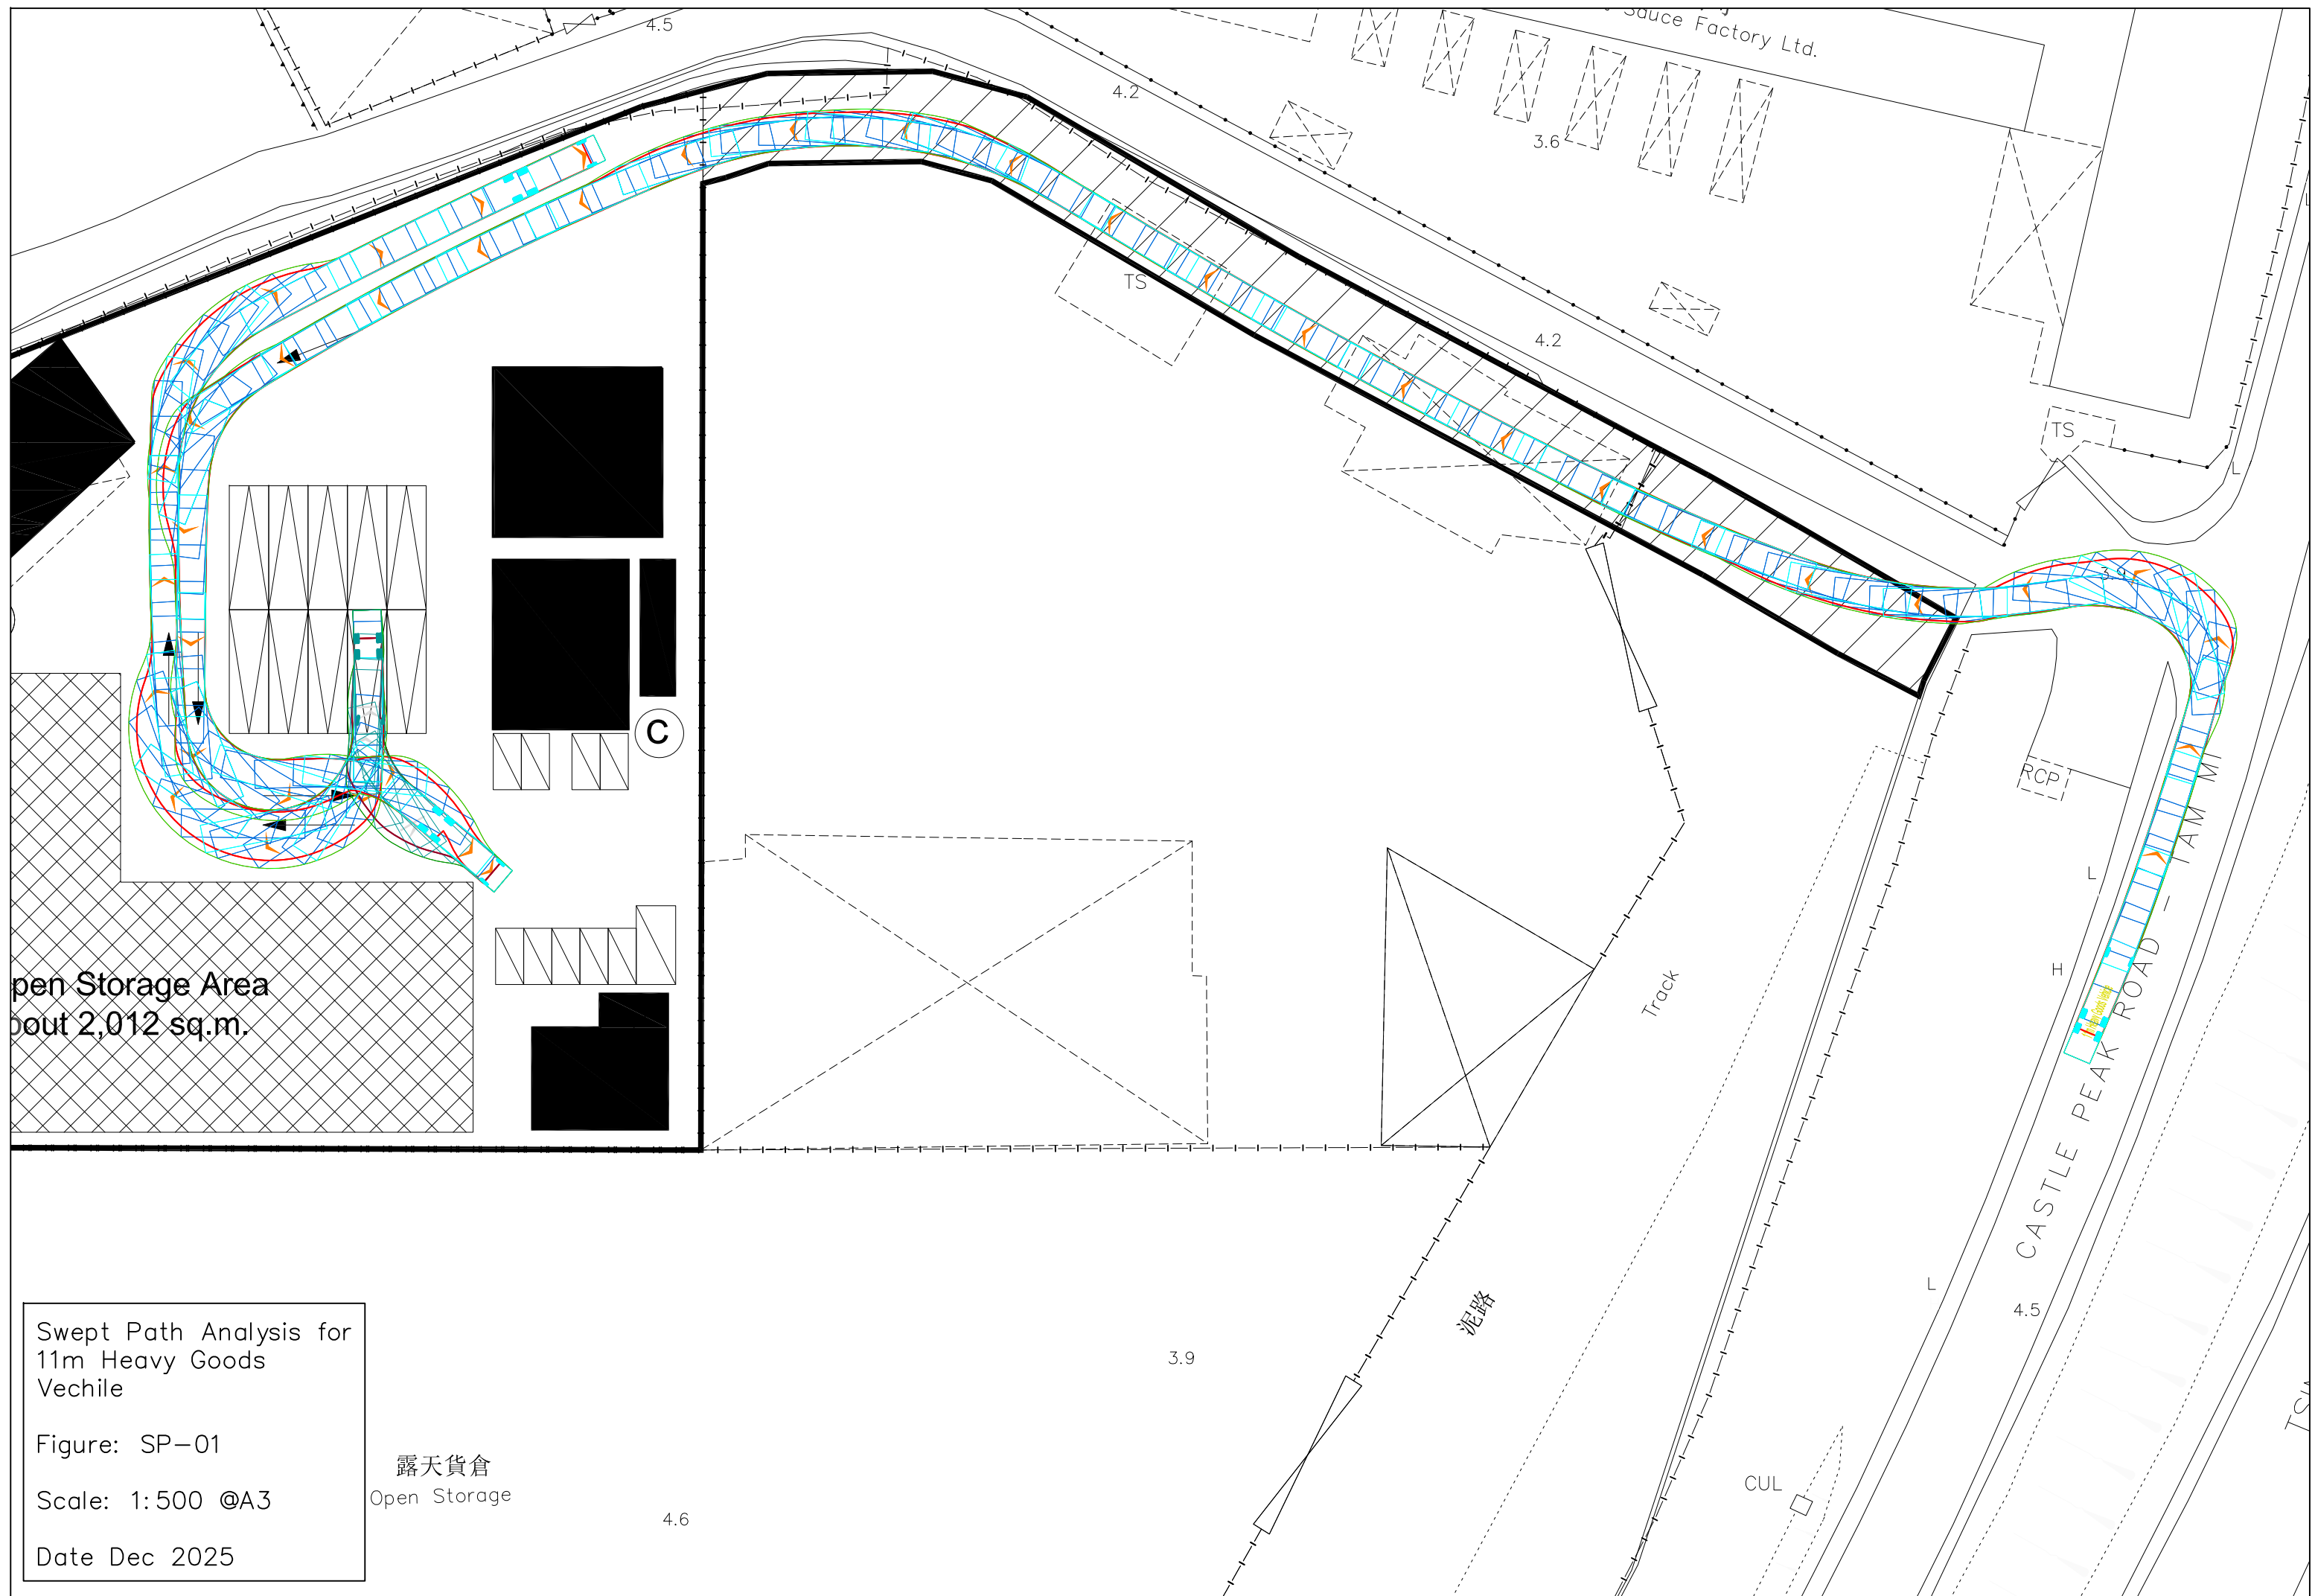 4.5
Sauce Factory Ltd.
4.2
3.6
TS
4.2
TS
L
3.9
C
RCP
L
H
CASTLE PEAK ROAD – TAM MI
pen Storage Area
bout 2,012 sq.m.
Track
泥路
L
4.5
3.9
Swept Path Analysis for
11m Heavy Goods
Vechile
Figure: SP-01
Scale: 1:500 @A3
Date Dec 2025
露天貨倉
Open Storage
4.6
CUL